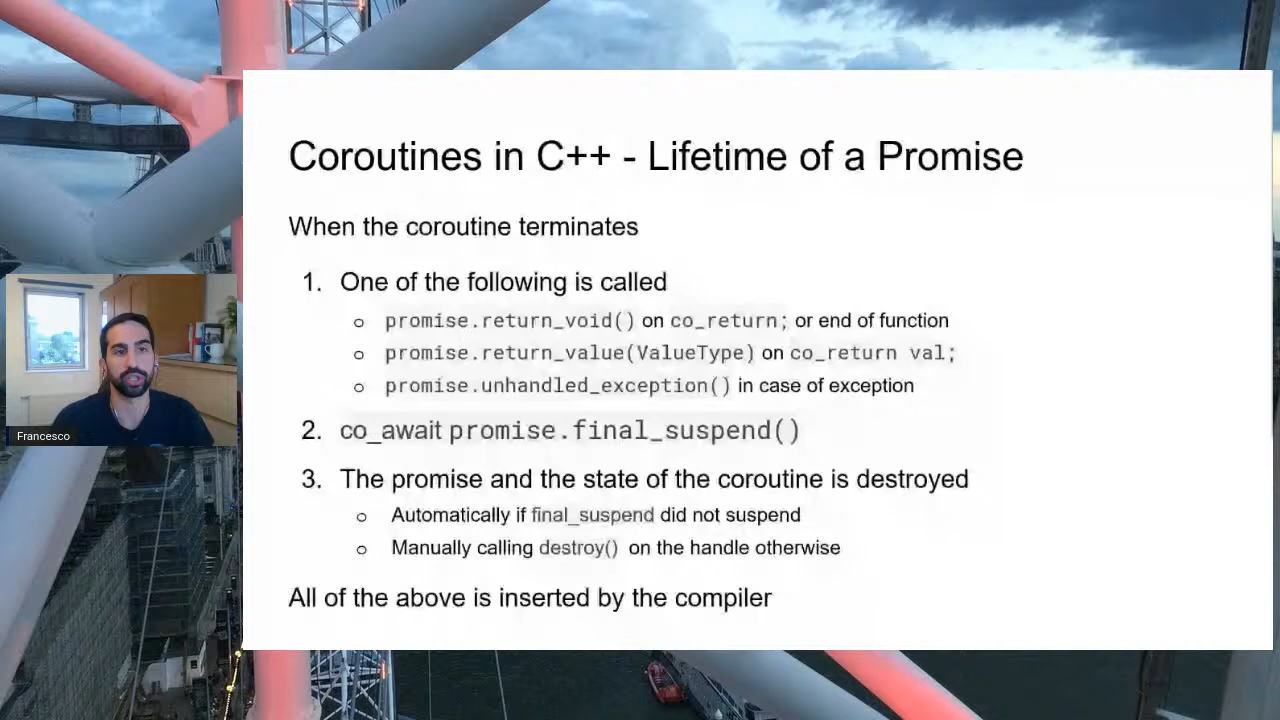 Coroutines in C++ - Lifetime of a Promise
When the coroutine terminates
1. One of the following is called
○ promise.return_void() on co_return; or end of function
○ promise.return_value(ValueType) on co_return val;
○ promise.unhandled_exception() in case of exception
2. co_await promise.final_suspend()
3. The promise and the state of the coroutine is destroyed
○ Automatically if final_suspend did not suspend
○ Manually calling destroy() on the handle otherwise
All of the above is inserted by the compiler
Francesco